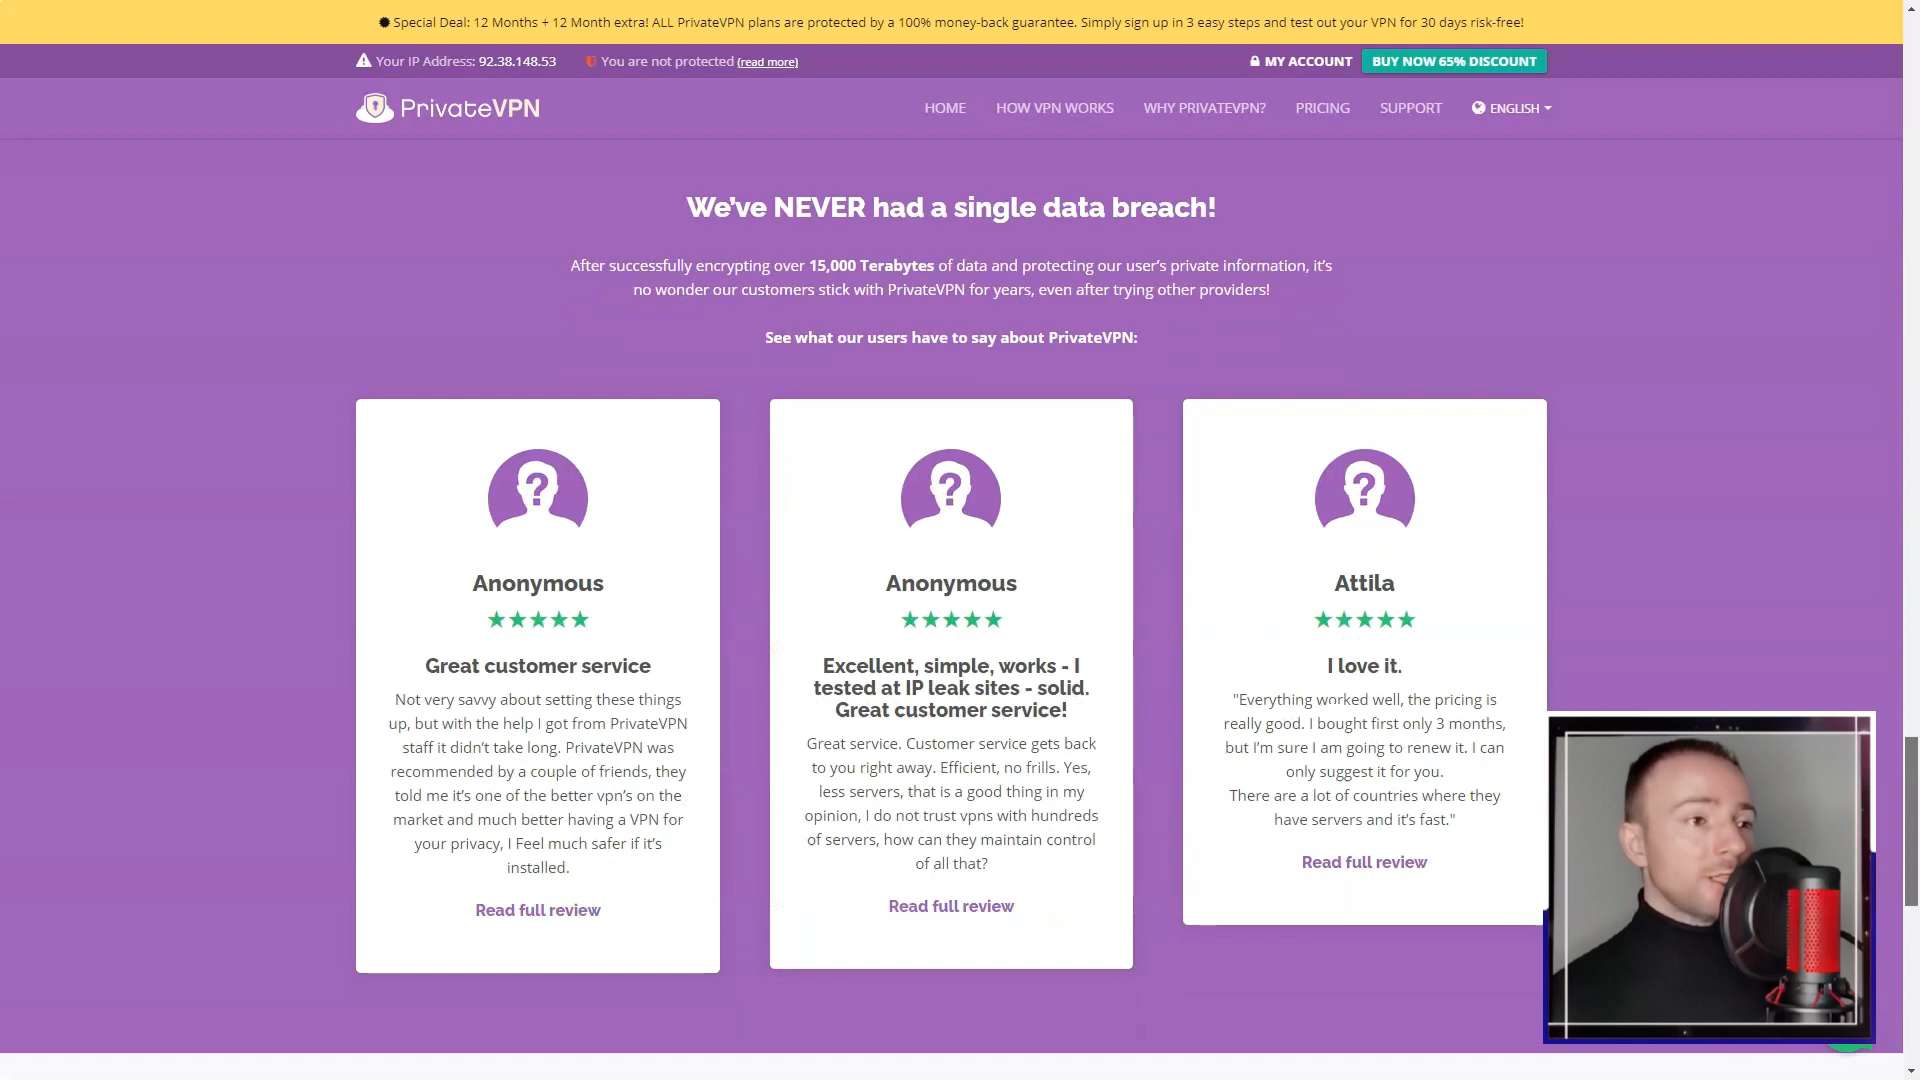 Special Deal: 12 Months + 12 Month extra! ALL PrivateVPN plans are protected by a 100% money-back guarantee. Simply sign up in 3 easy steps and test out your VPN for 30 days risk-free!
Your IP Address: 92.38.148.53 You are not protected (read more) MY ACCOUNT BUY NOW 65% DISCOUNT
PrivateVPN HOME HOW VPN WORKS WHY PRIVATEVPN? PRICING SUPPORT ENGLISH
We’ve NEVER had a single data breach!
After successfully encrypting over 15,000 Terabytes of data and protecting our user’s private information, it’s
no wonder our customers stick with PrivateVPN for years, even after trying other providers!
See what our users have to say about PrivateVPN:
Anonymous
Great customer service
Not very savvy about setting these things
up, but with the help I got from PrivateVPN
staff it didn’t take long. PrivateVPN was
recommended by a couple of friends, they
told me it’s one of the better vpn’s on the
market and much better having a VPN for
your privacy, I Feel much safer if it’s
installed.
Read full review
Anonymous
Excellent, simple, works - I
tested at IP leak sites - solid.
Great customer service!
Great service. Customer service gets back
to you right away. Efficient, no frills. Yes,
less servers, that is a good thing in my
opinion, I do not trust vpns with hundreds
of servers, how can they maintain control
of all that?
Read full review
Attila
I love it.
"Everything worked well, the pricing is
really good. I bought first only 3 months,
but I’m sure I am going to renew it. I can
only suggest it for you.
There are a lot of countries where they
have servers and it’s fast."
Read full review